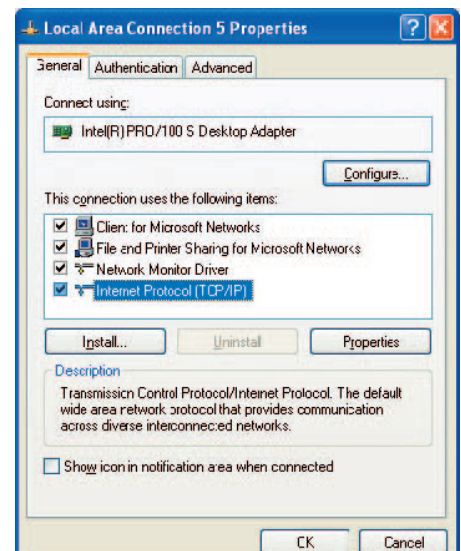 Local Area Connection 5 Properties
General Authentication Advanced
Connect using:
Intel(R) PRO/100 S Desktop Adapter
Configure...
This connection uses the following items:
Client for Microsoft Networks
File and Printer Sharing for Microsoft Networks
Network Monitor Driver
Internet Protocol (TCP/IP)
Install... Uninstall Properties
Description
Transmission Control Protocol/Internet Protocol. The default
wide area network protocol that provides communication
across diverse interconnected networks.
Show icon in notification area when connected
OK Cancel